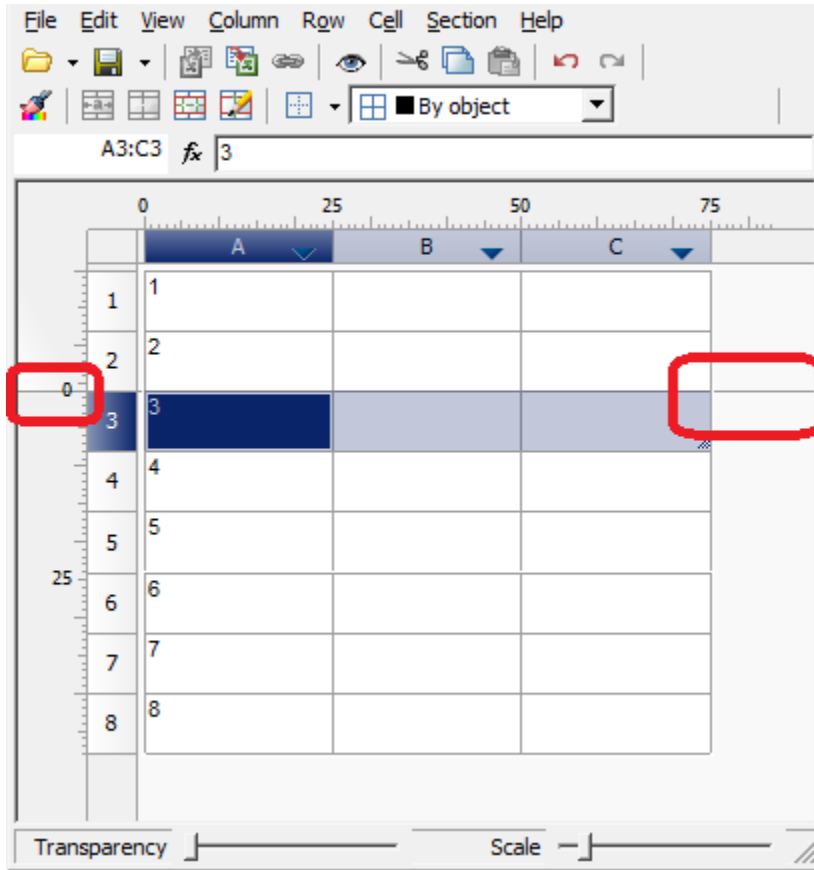 File Edit View Column Row Cell Section Help
By object
A3:C3 fx 3
0 25 50 75
A B C
1 1
2 2
0
3 3
4 4
5 5
25
6 6
7 7
8 8
Transparency Scale